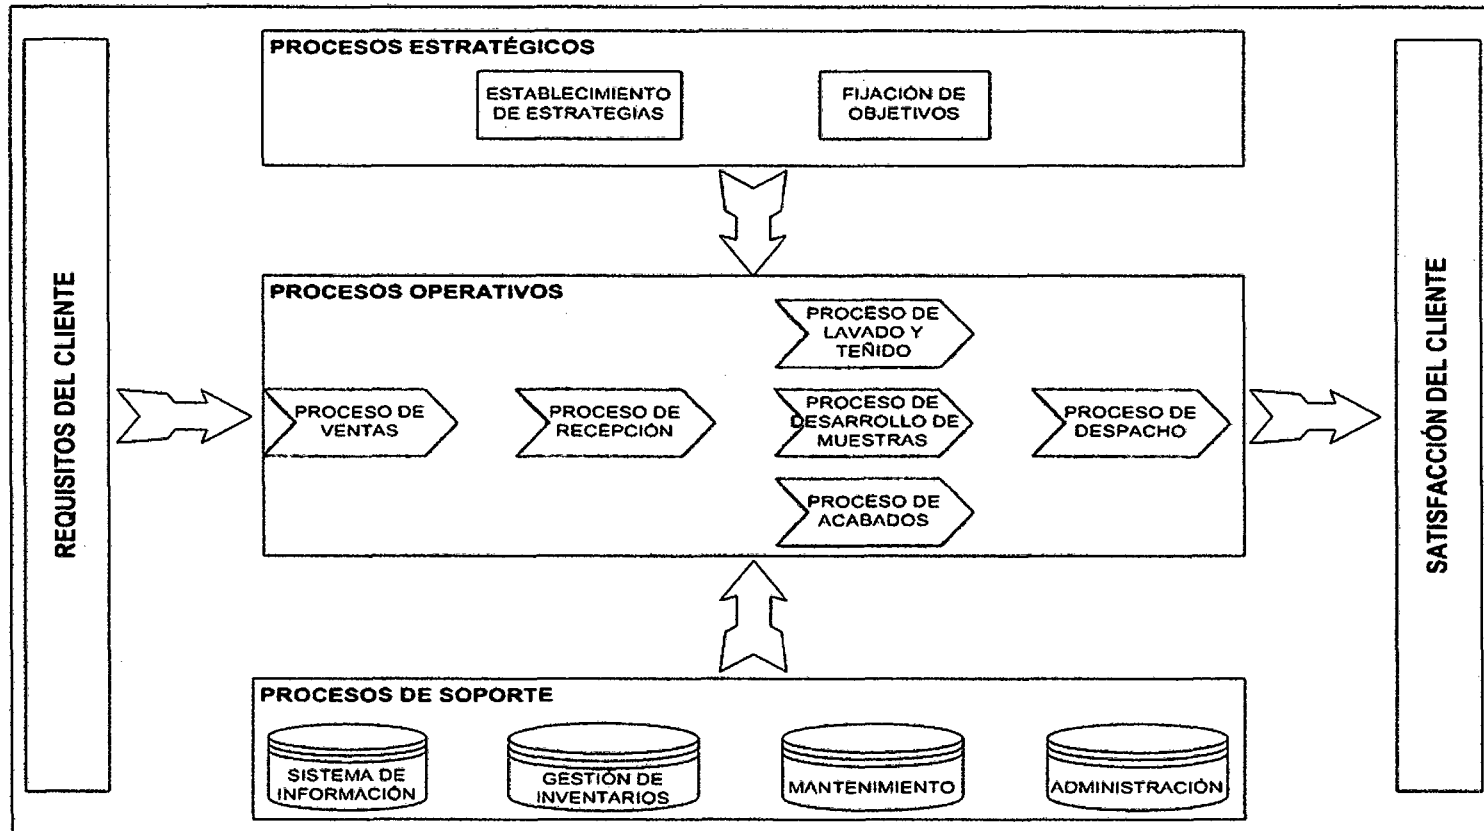 PROCESOS ESTRATÉGICOS
ESTABLECIMIENTO
DE ESTRATEGIAS
FIJACIÓN DE
OBJETIVOS
REQUISITOS DEL CLIENTE
PROCESOS OPERATIVOS
PROCESO DE
VENTAS
PROCESO DE
RECEPCIÓN
PROCESO DE
LAVADO Y
TEÑIDO
PROCESO DE
DESARROLLO DE
MUESTRAS
PROCESO DE
ACABADOS
PROCESO DE
DESPACHO
SATISFACCIÓN DEL CLIENTE
PROCESOS DE SOPORTE
SISTEMA DE
INFORMACIÓN
GESTIÓN DE
INVENTARIOS
MANTENIMIENTO
ADMINISTRACIÓN